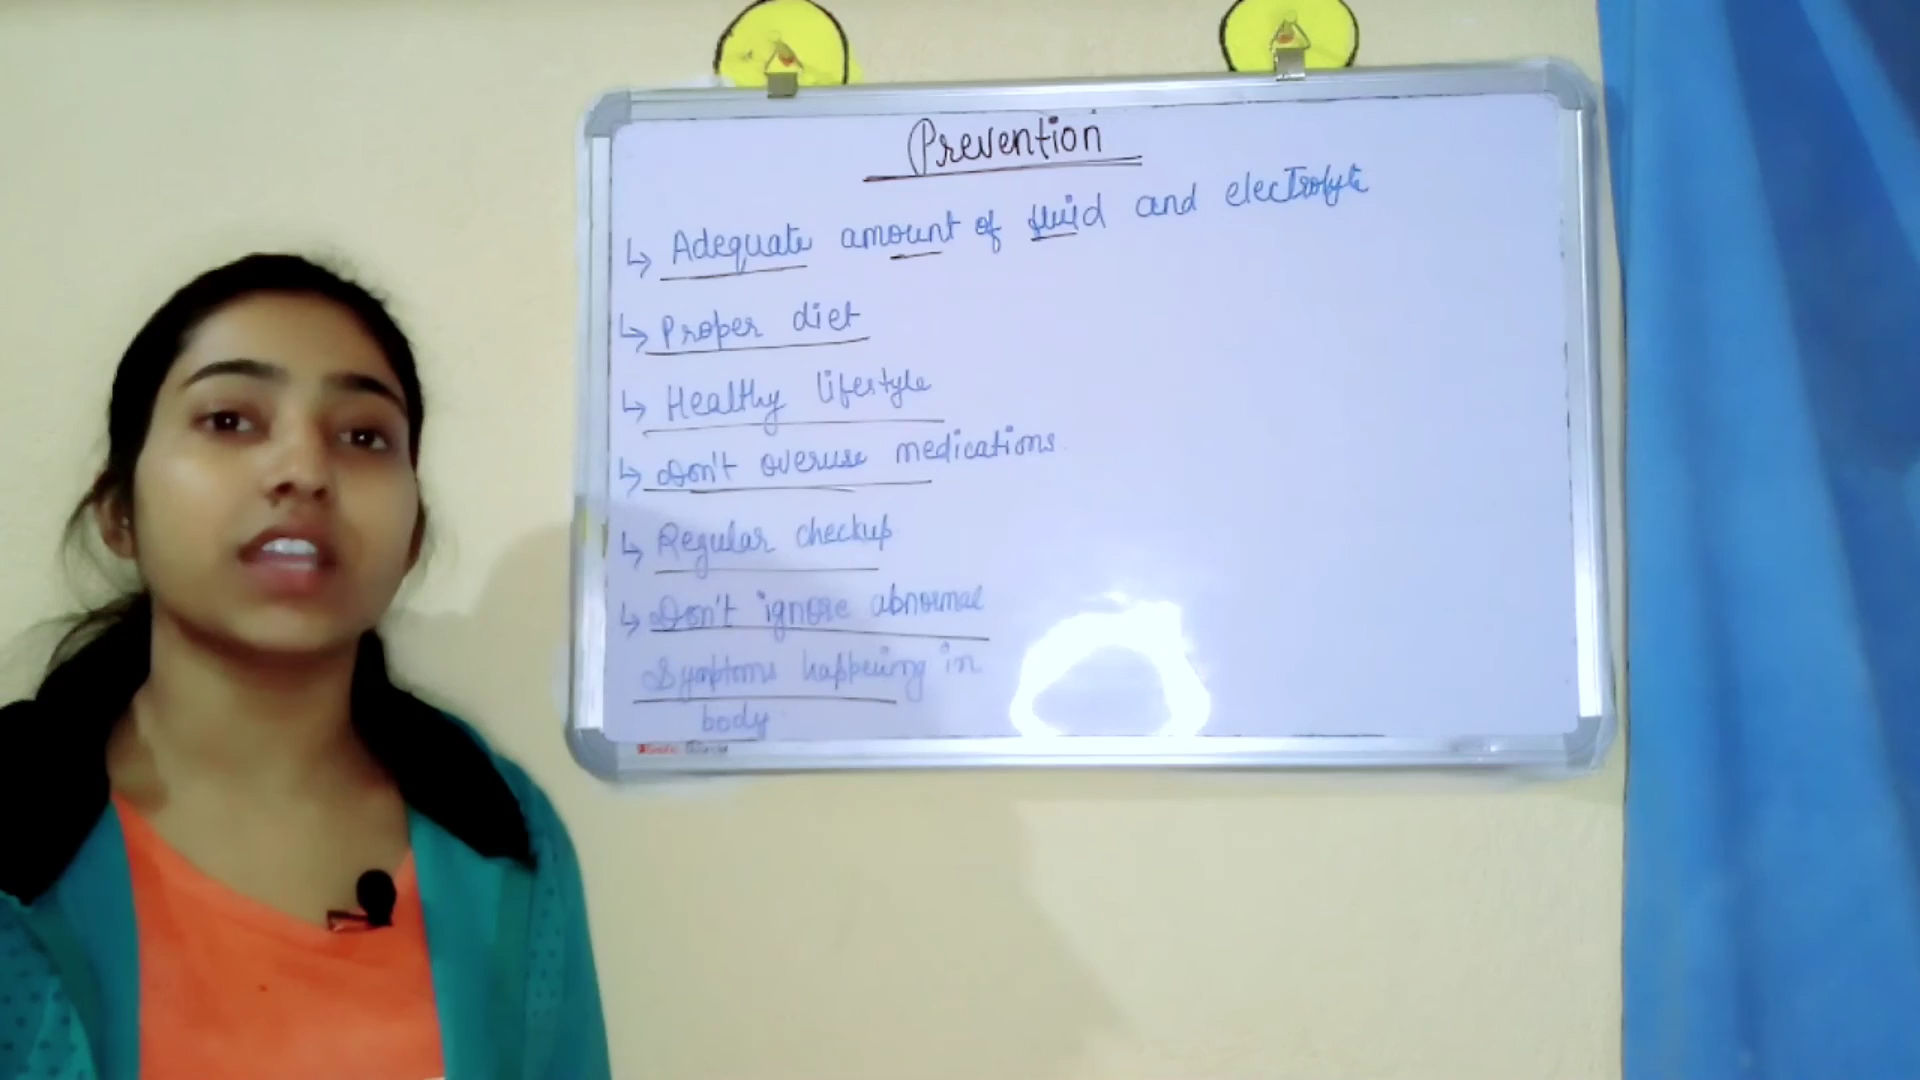 Prevention
↳ Adequate amount of fluid and electrolyte
↳ Proper diet
↳ Healthy lifestyle
↳ Don't overuse medications.
↳ Regular checkup
↳ Don't ignore abnormal
Symptoms happening in
body